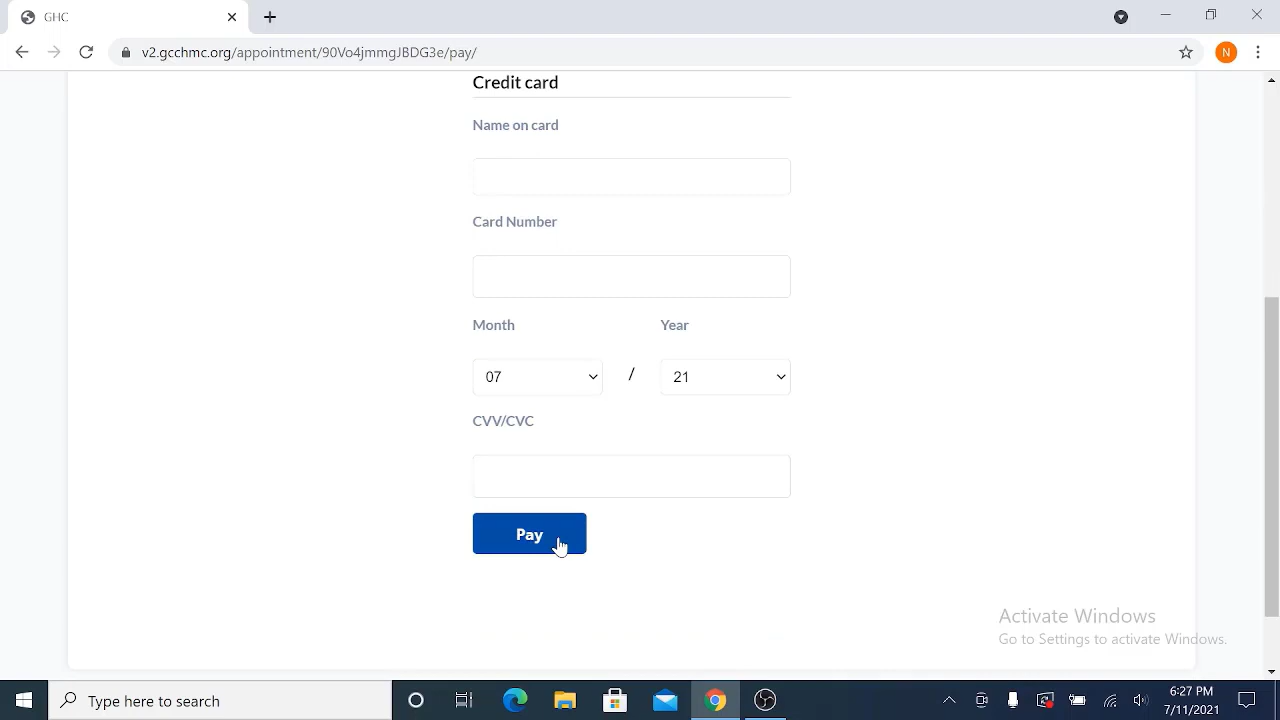 GHC
v2.gcchmc.org/appointment/90Vo4jmmgJBDG3e/pay/
N
Credit card
Name on card
Card Number
Month Year
07 / 21
CVV/CVC
Pay
Activate Windows
Go to Settings to activate Windows.
Type here to search
6:27 PM
7/11/2021